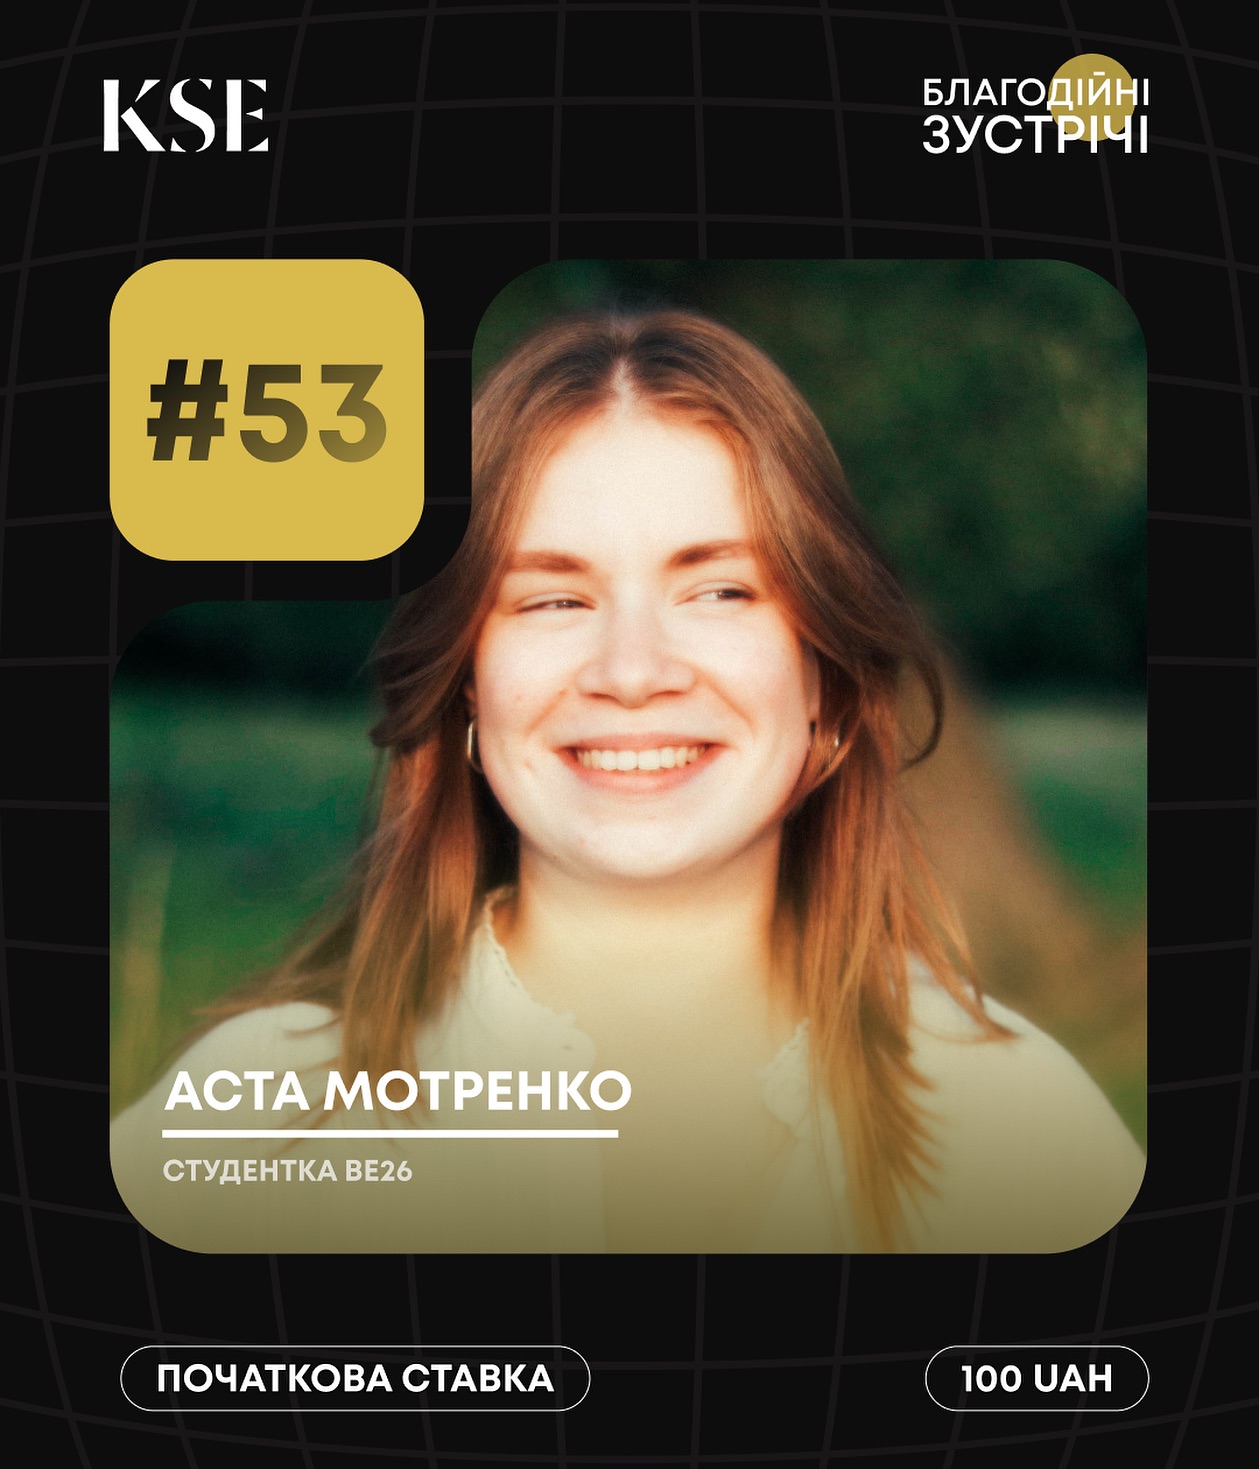 KSE
БЛАГОДІЙНІ
ЗУСТРІЧІ
#53
АСТА МОТРЕНКО
СТУДЕНТКА BE26
ПОЧАТКОВА СТАВКА
100 UAH